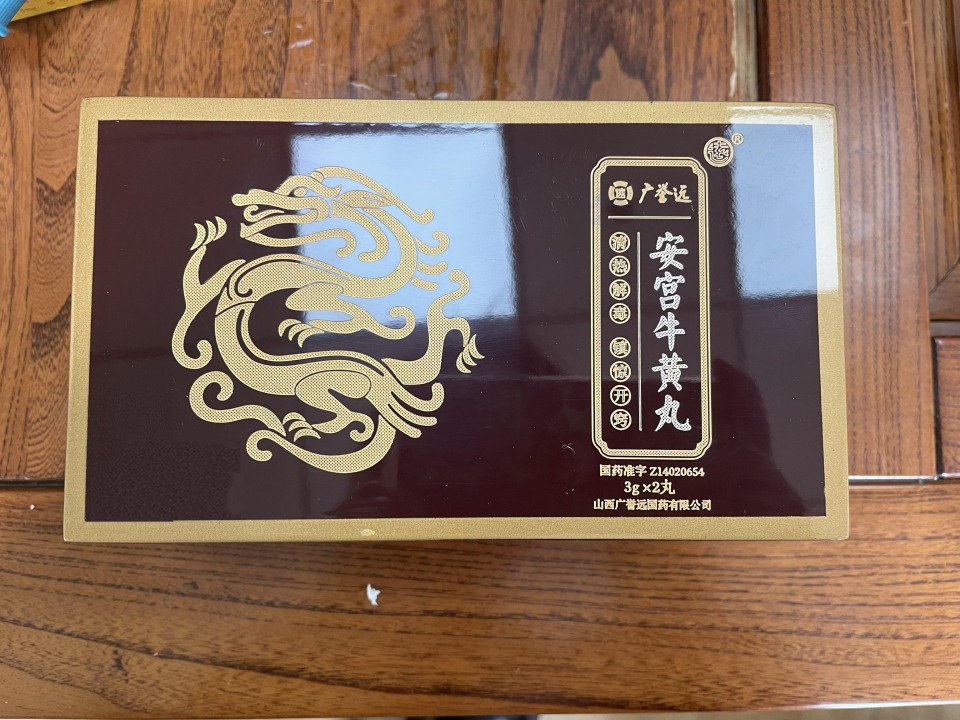 广誉远
安宫牛黄丸
清热解毒 镇惊开窍
国药准字 Z14020654
3g×2丸
山西广誉远国药有限公司